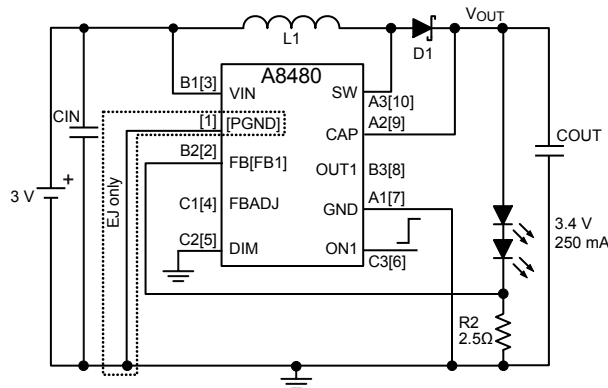 VOUT
L1
D1
A8480
B1[3]
VIN
SW
A3[10]
CIN
[1]
[PGND]
CAP
A2[9]
B2[2]
FB[FB1]
OUT1
B3[8]
COUT
3 V
+
EJ only
C1[4]
FBADJ
GND
A1[7]
C2[5]
DIM
ON1
C3[6]
3.4 V
250 mA
R2
2.5Ω